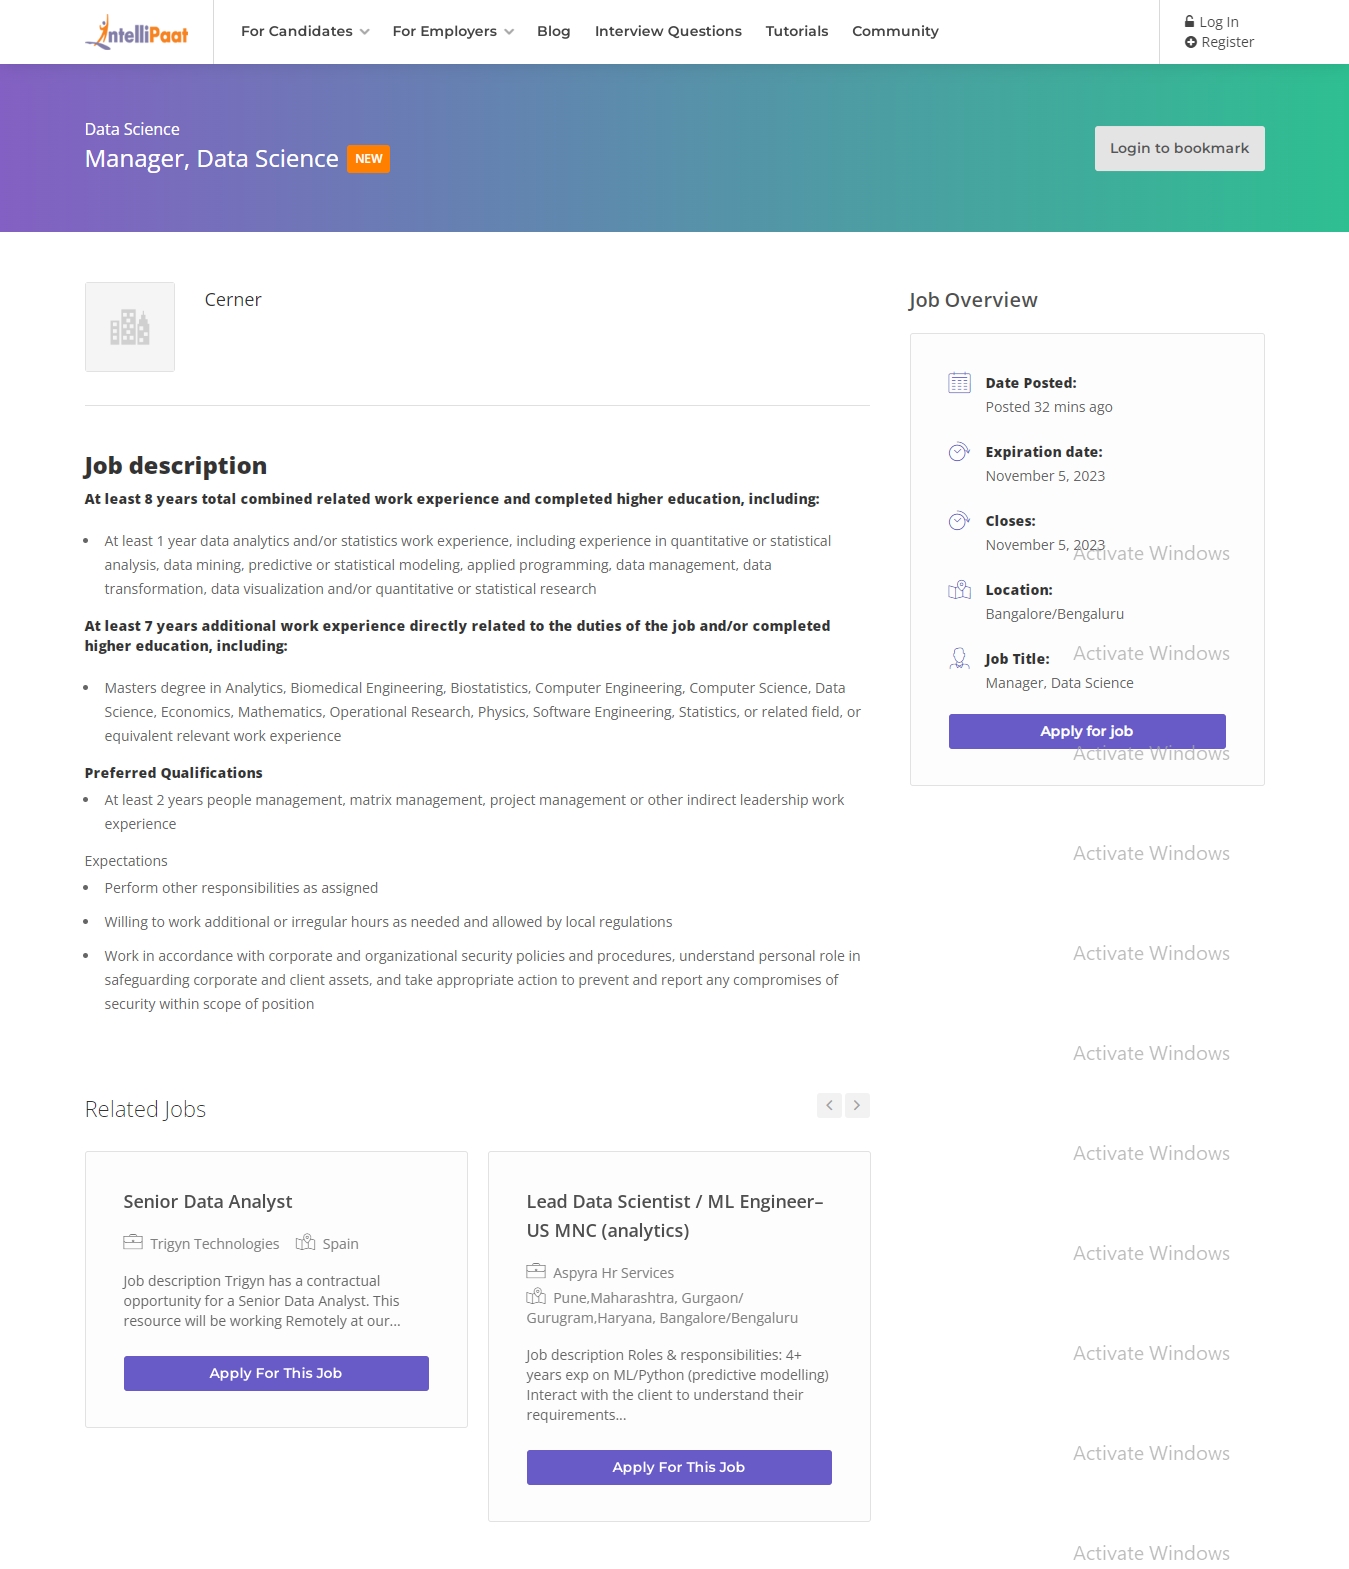 IntelliPaat
For Candidates For Employers Blog Interview Questions Tutorials Community
Log In
Register
Data Science
Manager, Data Science NEW
Login to bookmark
Cerner
Job description
At least 8 years total combined related work experience and completed higher education, including:
At least 1 year data analytics and/or statistics work experience, including experience in quantitative or statistical
analysis, data mining, predictive or statistical modeling, applied programming, data management, data
transformation, data visualization and/or quantitative or statistical research
At least 7 years additional work experience directly related to the duties of the job and/or completed
higher education, including:
Masters degree in Analytics, Biomedical Engineering, Biostatistics, Computer Engineering, Computer Science, Data
Science, Economics, Mathematics, Operational Research, Physics, Software Engineering, Statistics, or related field, or
equivalent relevant work experience
Preferred Qualifications
At least 2 years people management, matrix management, project management or other indirect leadership work
experience
Expectations
Perform other responsibilities as assigned
Willing to work additional or irregular hours as needed and allowed by local regulations
Work in accordance with corporate and organizational security policies and procedures, understand personal role in
safeguarding corporate and client assets, and take appropriate action to prevent and report any compromises of
security within scope of position
Job Overview
Date Posted:
Posted 32 mins ago
Expiration date:
November 5, 2023
Closes:
November 5, 2023
Activate Windows
Location:
Bangalore/Bengaluru
Activate Windows
Job Title:
Manager, Data Science
Apply for job
Activate Windows
Activate Windows
Activate Windows
Activate Windows
Activate Windows
Activate Windows
Activate Windows
Activate Windows
Activate Windows
Related Jobs
Senior Data Analyst
Trigyn Technologies Spain
Job description Trigyn has a contractual
opportunity for a Senior Data Analyst. This
resource will be working Remotely at our...
Apply For This Job
Lead Data Scientist / ML Engineer–
US MNC (analytics)
Aspyra Hr Services
Pune,Maharashtra, Gurgaon/
Gurugram,Haryana, Bangalore/Bengaluru
Job description Roles & responsibilities: 4+
years exp on ML/Python (predictive modelling)
Interact with the client to understand their
requirements...
Apply For This Job